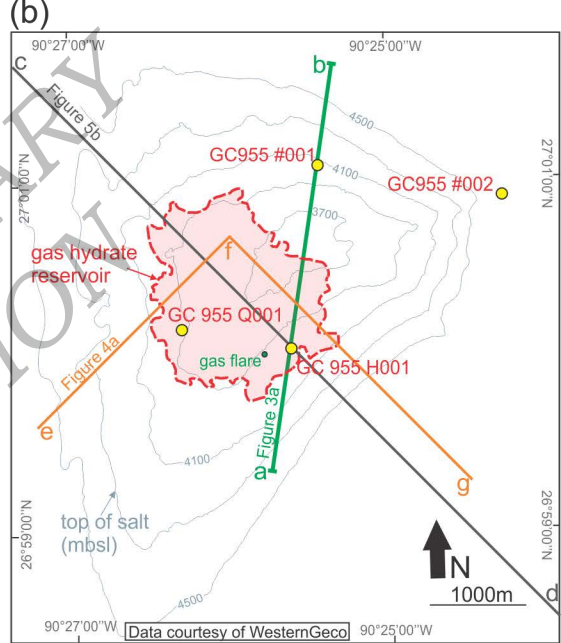 (b)
90°27'00"W
90°25'00"W
c
b
Figure 5b
4500
GC955 #001
4100
GC955 #002
27°01'00"N
27°01'00"N
3700
gas hydrate
reservoir
f
GC 955 Q001
gas flare
GC 955 H001
Figure 4a
Figure 3a
e
4100
a
g
top of salt
(mbsl)
26°59'00"N
26°59'00"N
N
1000m
d
4500
90°27'00"W
90°25'00"W
Data courtesy of WesternGeco
ARY
ION